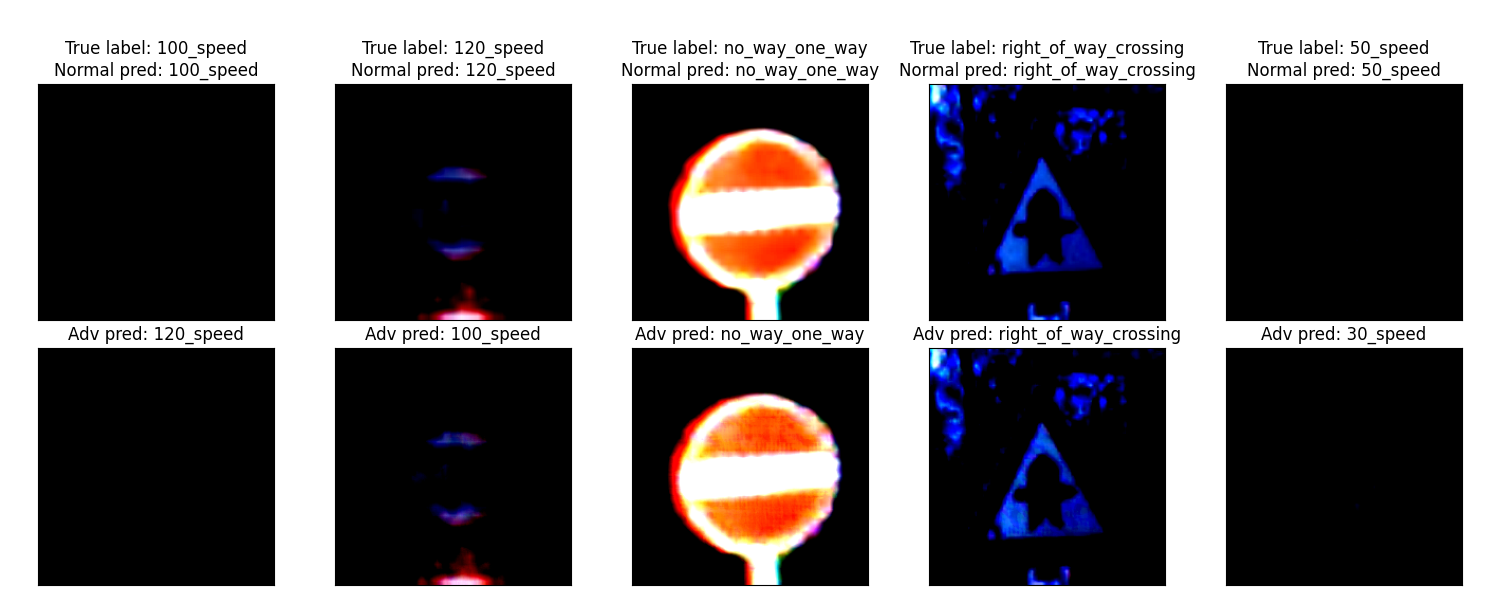 True label: 100_speed
Normal pred: 100_speed
True label: 120_speed
Normal pred: 120_speed
True label: no_way_one_way
Normal pred: no_way_one_way
True label: right_of_way_crossing
Normal pred: right_of_way_crossing
True label: 50_speed
Normal pred: 50_speed
Adv pred: 120_speed
Adv pred: 100_speed
Adv pred: no_way_one_way
Adv pred: right_of_way_crossing
Adv pred: 30_speed